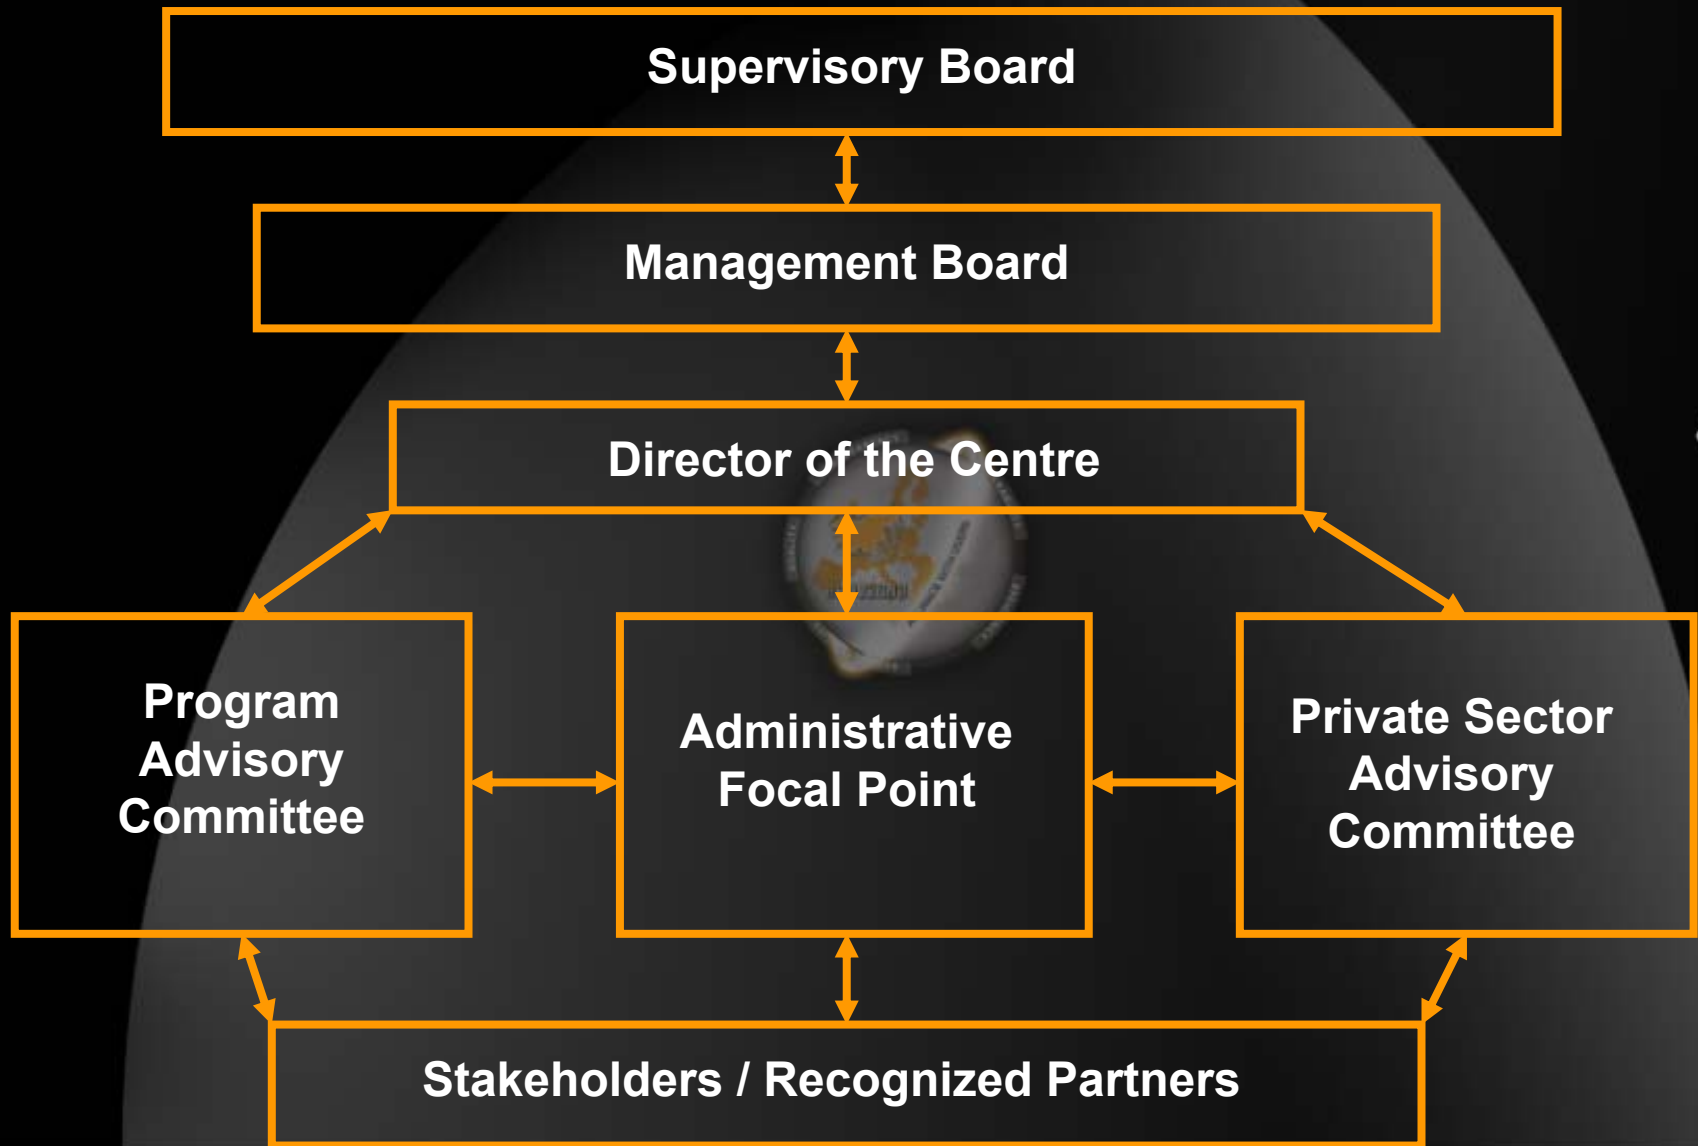 Supervisory Board
Management Board
Director of the Centre
Program
Advisory
Committee
Administrative
Focal Point
Private Sector
Advisory
Committee
Stakeholders / Recognized Partners